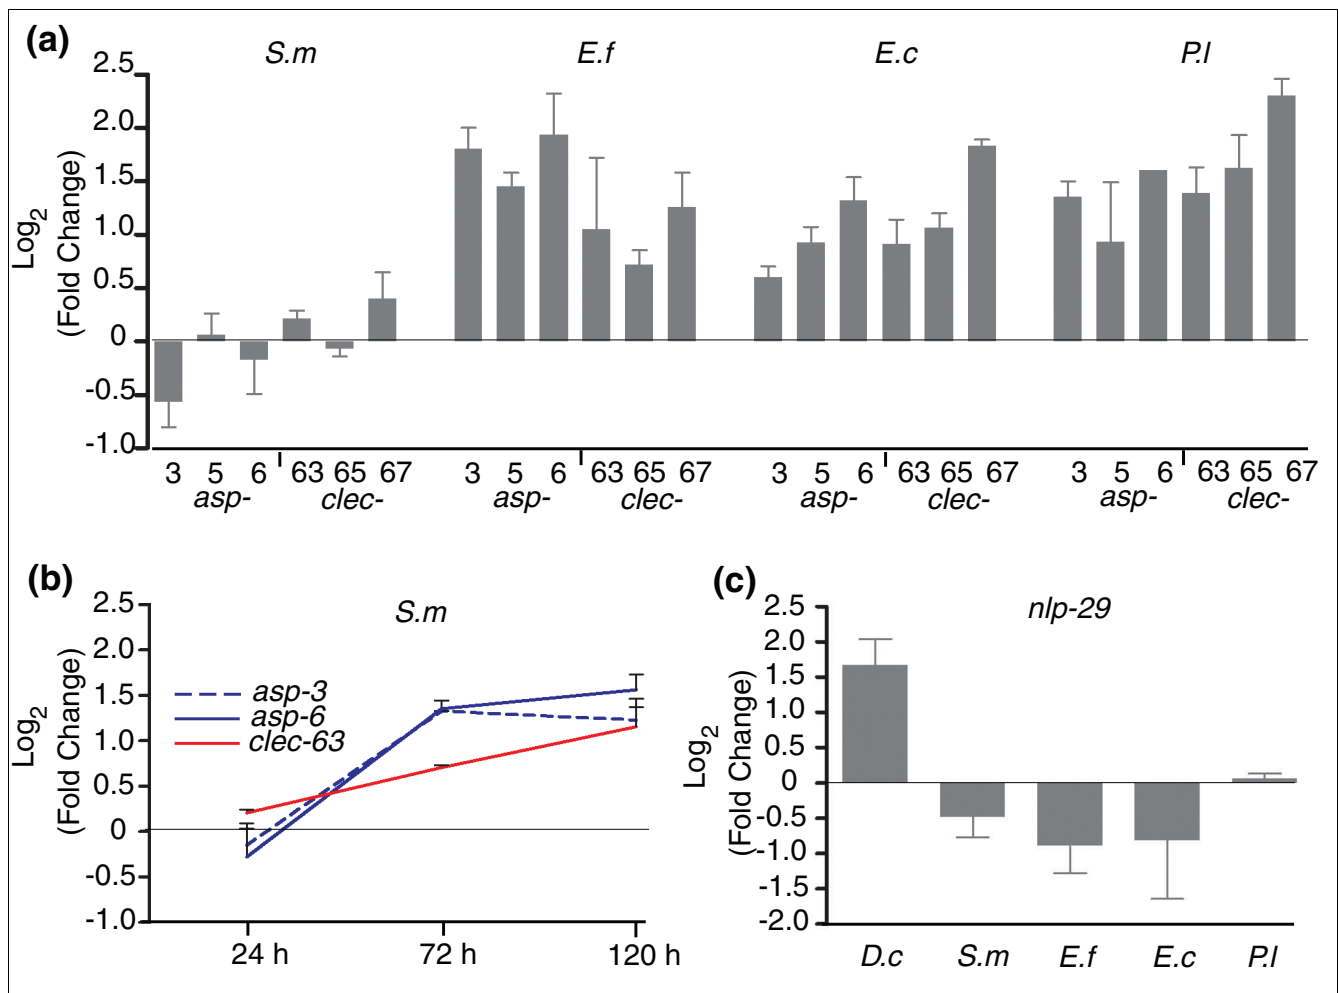 (a)
S.m E.f E.c P.l
2.5
2.0
1.5
1.0
0.5
0
-0.5
-1.0
Log2
(Fold Change)
3 5 6 63 65 67 3 5 6 63 65 67 3 5 6 63 65 67 3 5 6 63 65 67
asp- clec- asp- clec- asp- clec- asp- clec-
(b)
S.m
2.5
2.0
1.5
1.0
0.5
0
-0.5
-1.0
Log2
(Fold Change)
asp-3
asp-6
clec-63
24 h 72 h 120 h
(c)
nlp-29
2.5
2.0
1.5
1.0
0.5
0
-0.5
-1.0
-1.5
-2.0
Log2
(Fold Change)
D.c S.m E.f E.c P.l